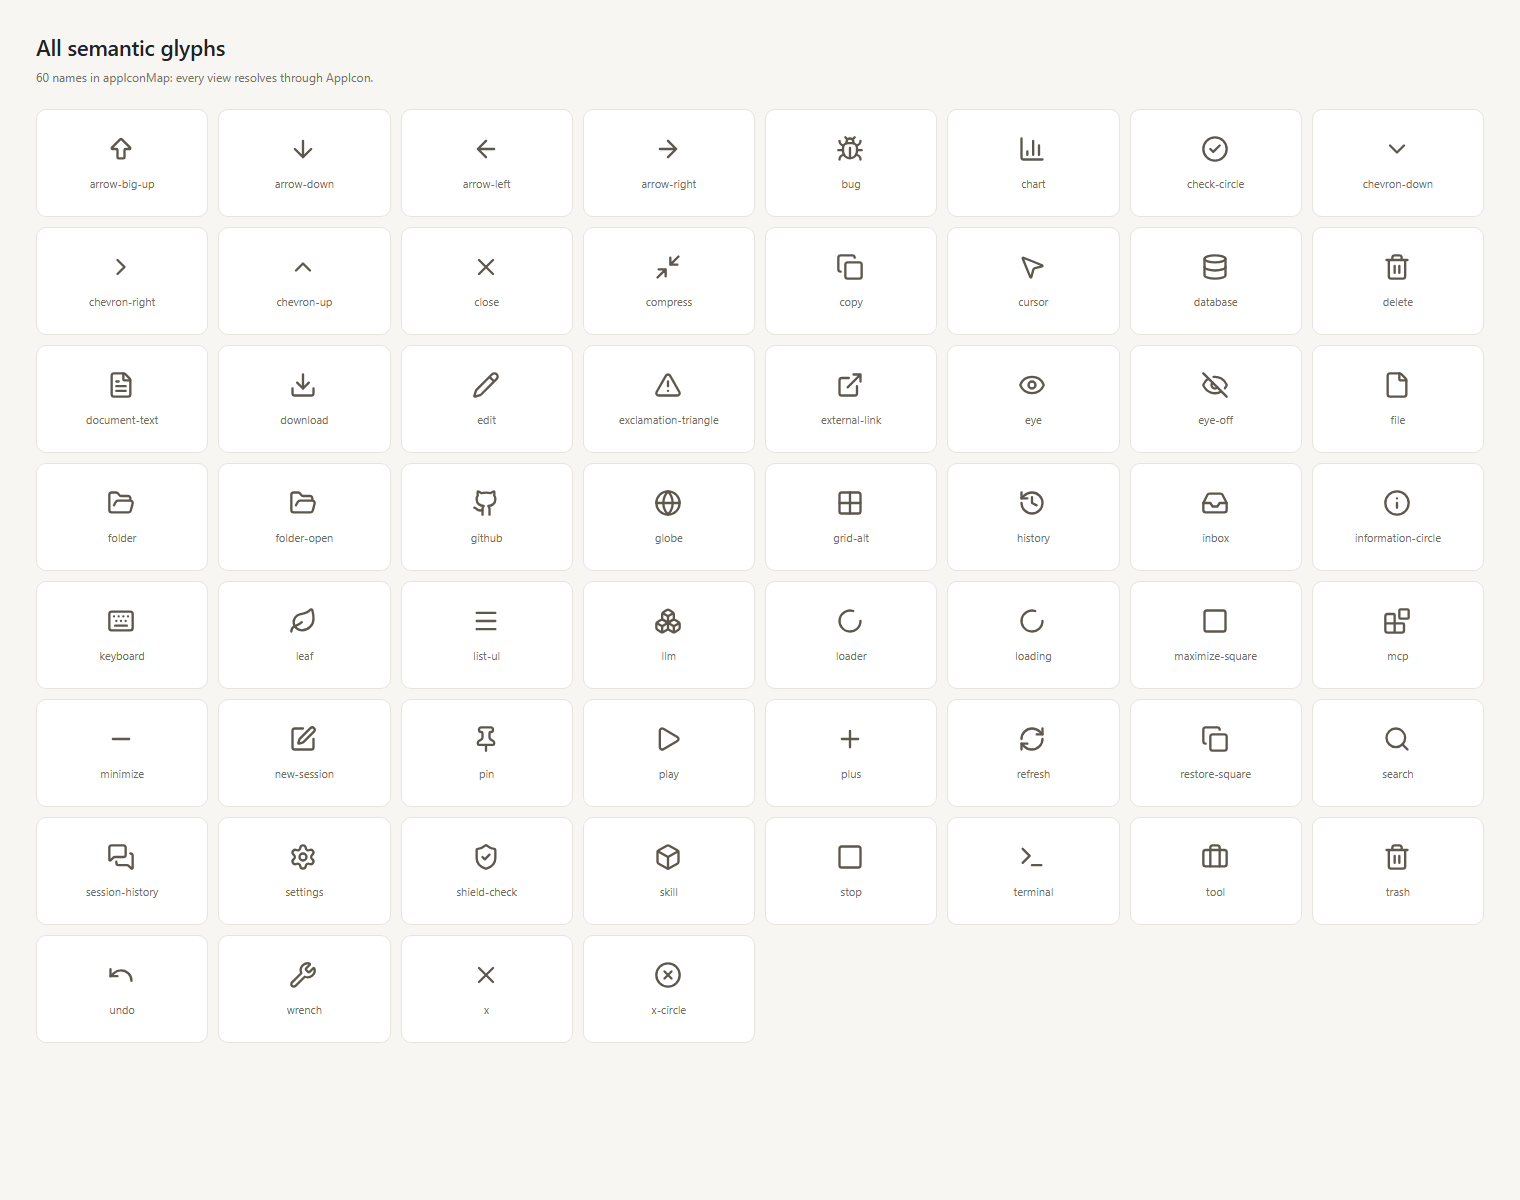 All semantic glyphs
60 names in appIconMap: every view resolves through AppIcon.
arrow-big-up
arrow-down
arrow-left
arrow-right
bug
chart
check-circle
chevron-down
chevron-right
chevron-up
close
compress
copy
cursor
database
delete
document-text
download
edit
exclamation-triangle
external-link
eye
eye-off
file
folder
folder-open
github
globe
grid-alt
history
inbox
information-circle
keyboard
leaf
list-ul
llm
loader
loading
maximize-square
mcp
minimize
new-session
pin
play
plus
refresh
restore-square
search
session-history
settings
shield-check
skill
stop
terminal
tool
trash
undo
wrench
x
x-circle